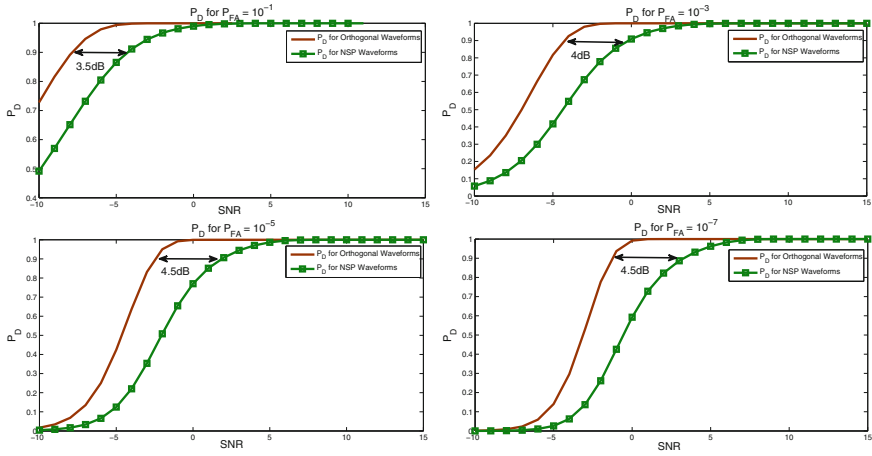 P_D for P_FA = 10^-1
P_D for Orthogonal Waveforms
P_D for NSP Waveforms
3.5dB
P_D
1
0.9
0.8
0.7
0.6
0.5
0.4
-10 -5 0 5 10 15
SNR
P_D for P_FA = 10^-3
P_D for Orthogonal Waveforms
P_D for NSP Waveforms
4dB
P_D
1
0.9
0.8
0.7
0.6
0.5
0.4
0.3
0.2
0.1
0
-10 -5 0 5 10 15
SNR
P_D for P_FA = 10^-5
P_D for Orthogonal Waveforms
P_D for NSP Waveforms
4.5dB
P_D
1
0.9
0.8
0.7
0.6
0.5
0.4
0.3
0.2
0.1
0
-10 -5 0 5 10 15
SNR
P_D for P_FA = 10^-7
P_D for Orthogonal Waveforms
P_D for NSP Waveforms
4.5dB
P_D
1
0.9
0.8
0.7
0.6
0.5
0.4
0.3
0.2
0.1
0
-10 -5 0 5 10 15
SNR